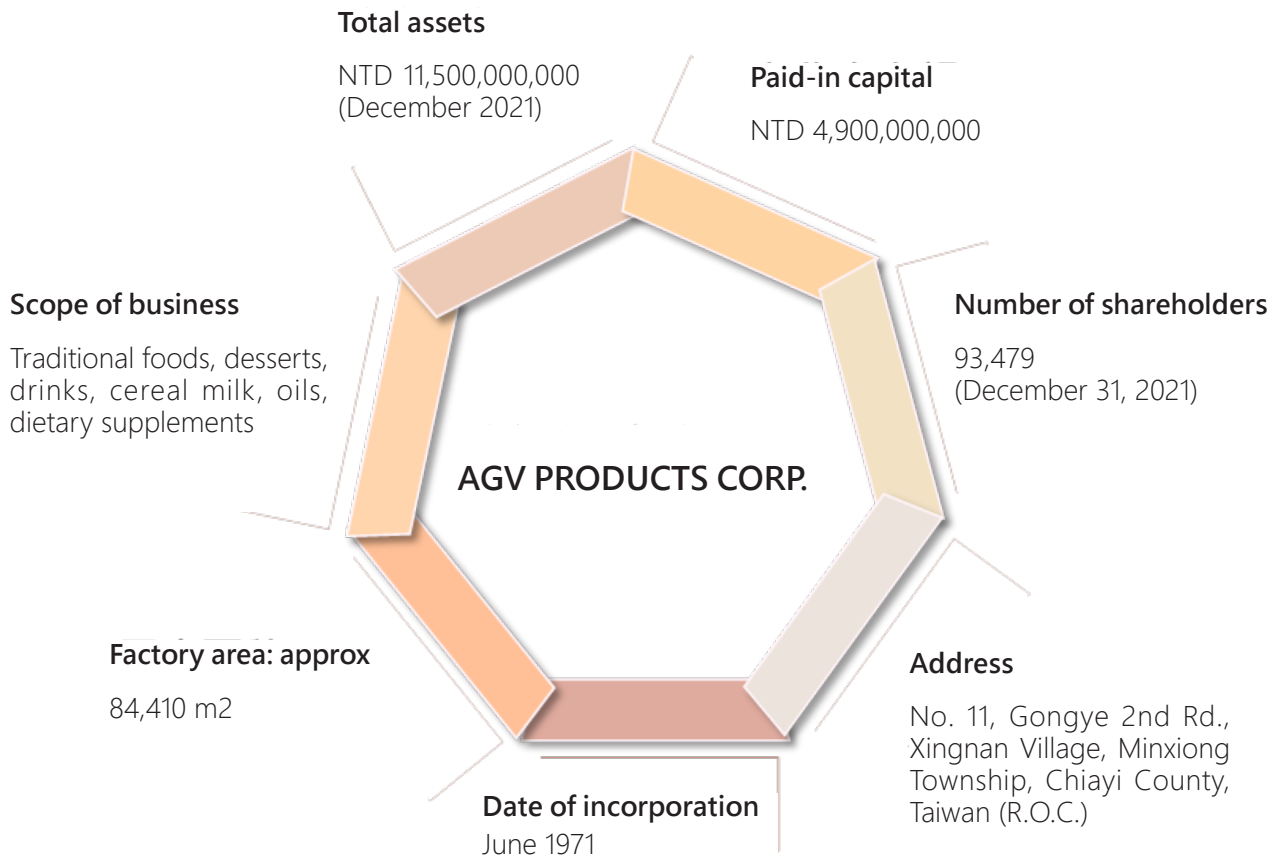 Total assets
NTD 11,500,000,000
(December 2021)
Paid-in capital
NTD 4,900,000,000
Number of shareholders
93,479
(December 31, 2021)
Scope of business
Traditional foods, desserts,
drinks, cereal milk, oils,
dietary supplements
AGV PRODUCTS CORP.
Factory area: approx
84,410 m2
Address
No. 11, Gongye 2nd Rd.,
Xingnan Village, Minxiong
Township, Chiayi County,
Taiwan (R.O.C.)
Date of incorporation
June 1971